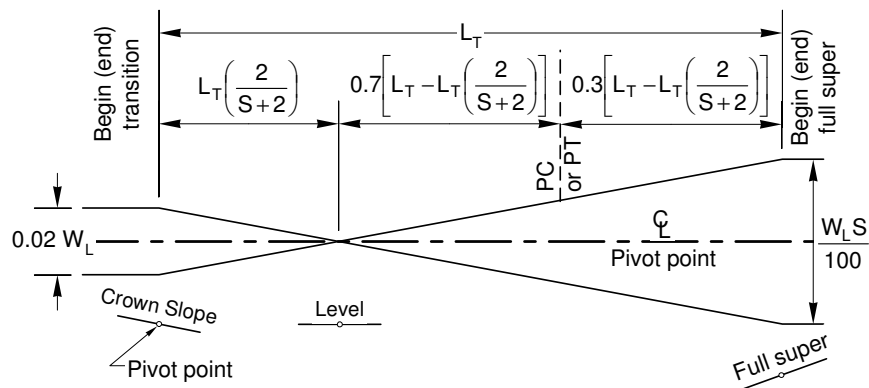 L_T
Begin (end)
transition
L_T(2/(S+2))
0.7[L_T–L_T(2/(S+2))]
0.3[L_T–L_T(2/(S+2))]
Begin (end)
full super
PC
or PT
0.02 W_L
℄
Pivot point
W_LS/100
Crown Slope
Level
Pivot point
Full super